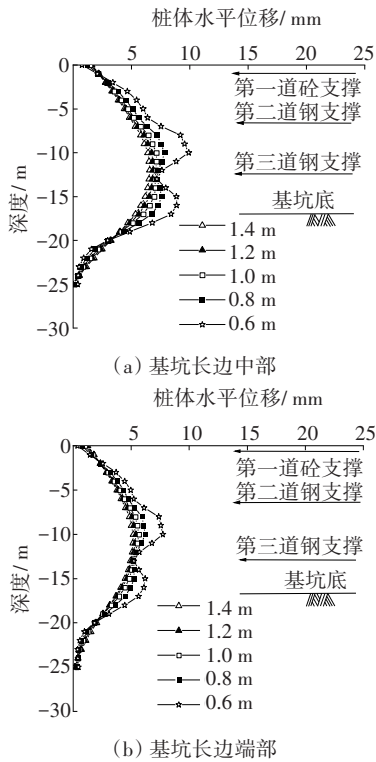 桩体水平位移/mm
0 5 10 15 20 25 30
0
−5
−10
−15
−20
−25
−30
深度/m
第一道砼支撑
第二道钢支撑
第三道钢支撑
基坑底
1.4 m
1.2 m
1.0 m
0.8 m
0.6 m
(a) 基坑长边中部
桩体水平位移/mm
0 5 10 15 20 25 30
0
−5
−10
−15
−20
−25
−30
深度/m
第一道砼支撑
第二道钢支撑
第三道钢支撑
基坑底
1.4 m
1.2 m
1.0 m
0.8 m
0.6 m
(b) 基坑长边端部